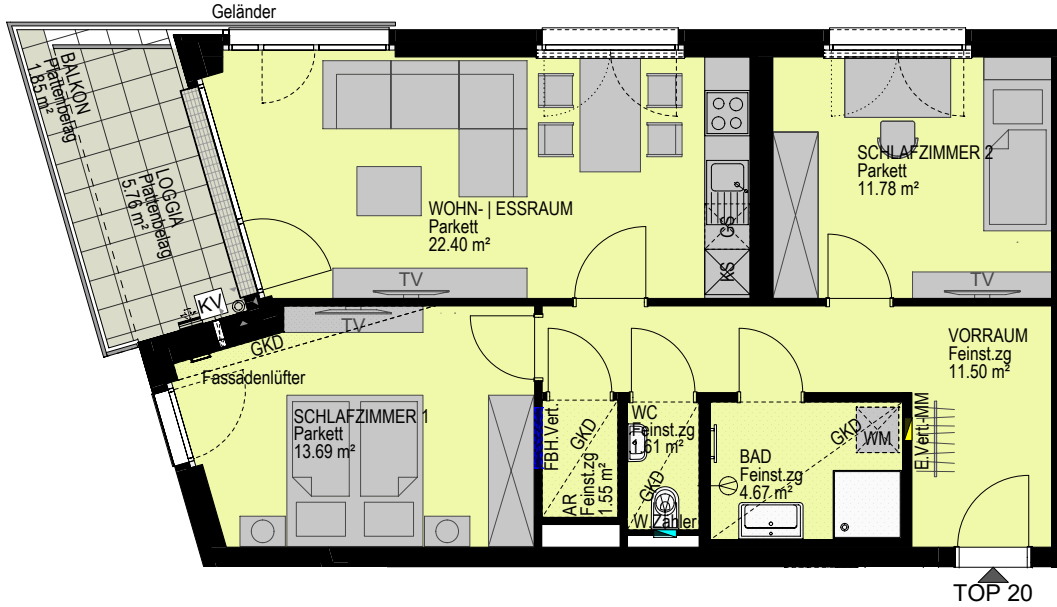 Geländer
BALKON
Plattenbelag
1.85 m²
LOGGIA
Plattenbelag
5.76 m²
WOHN- | ESSRAUM
Parkett
22.40 m²
GS
KS
TV
SCHLAFZIMMER 2
Parkett
11.78 m²
TV
KV
TV
GKD
Fassadenlüfter
SCHLAFZIMMER 1
Parkett
13.69 m²
FBH.Vert.
GKD
AR
Feinst.zg
1.55 m²
WC
Feinst.zg
1.61 m²
GKD
W.Zähler
BAD
Feinst.zg
4.67 m²
GKD
WM
E.Vert.-MM
VORRAUM
Feinst.zg
11.50 m²
TOP 20